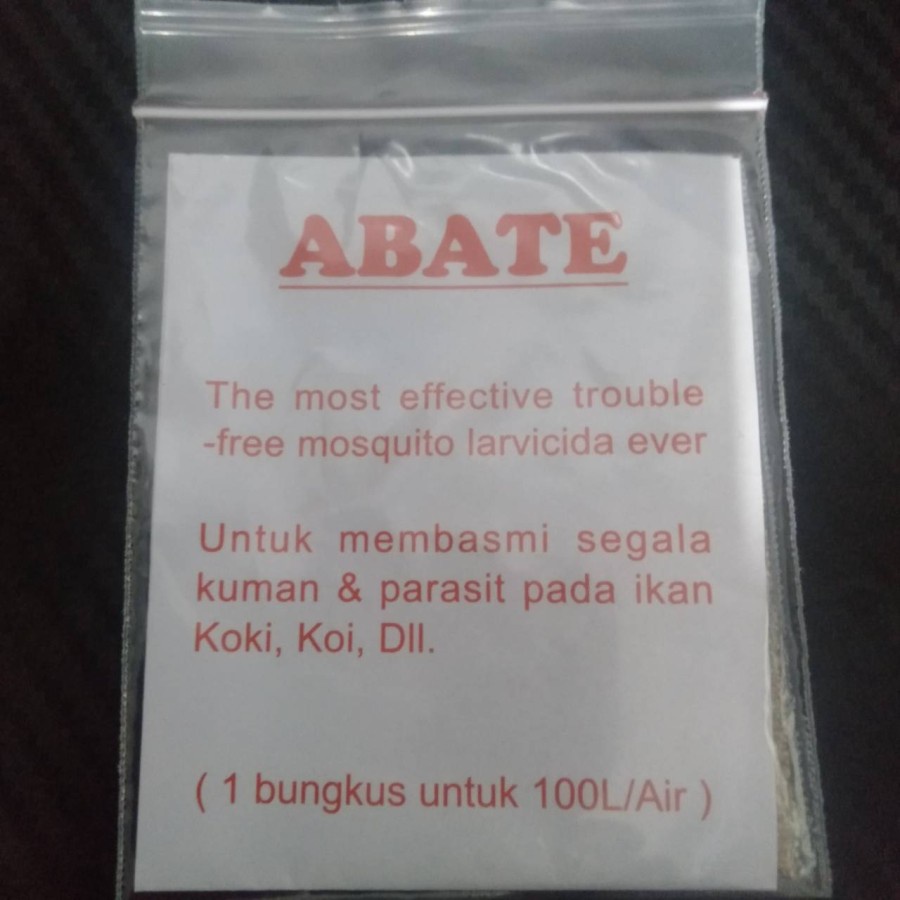 ABATE
The most effective trouble
-free mosquito larvicida ever
Untuk membasmi segala
kuman & parasit pada ikan
Koki, Koi, Dll.
( 1 bungkus untuk 100L/Air )